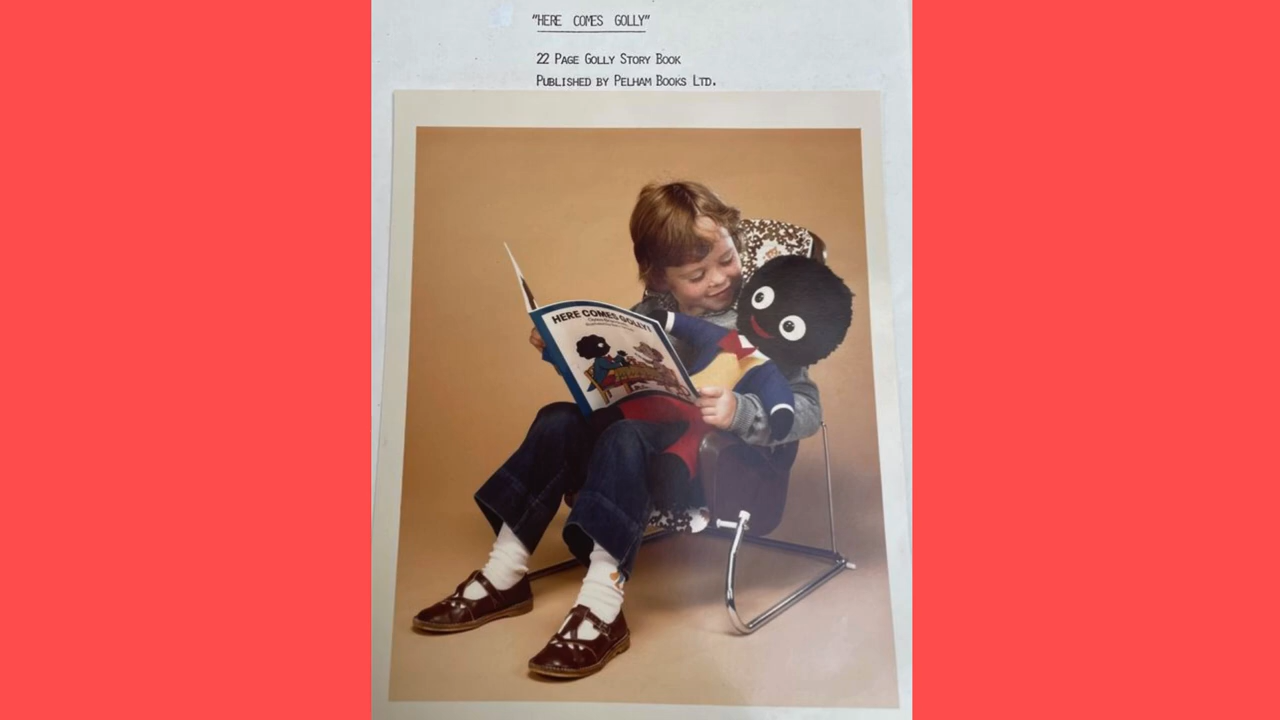 "HERE COMES GOLLY"
22 PAGE GOLLY STORY BOOK
PUBLISHED BY PELHAM BOOKS LTD.
HERE COMES GOLLY!